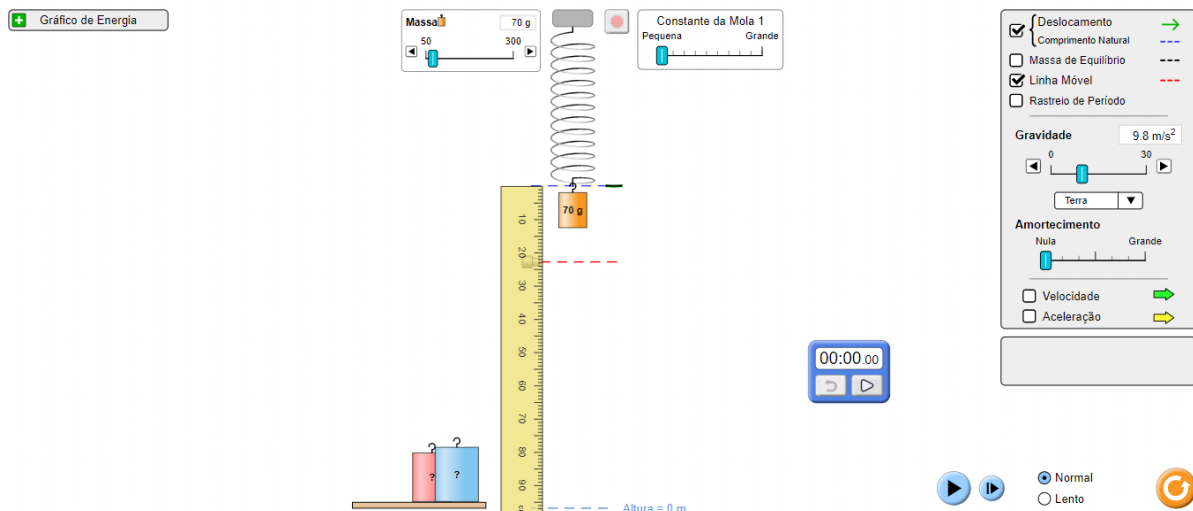 Gráfico de Energia
Massa
70 g
50
300
Constante da Mola 1
Pequena
Grande
Deslocamento
Comprimento Natural
Massa de Equilíbrio
Linha Móvel
Rastreio de Período
Gravidade
9.8 m/s²
0
30
Terra
Amortecimento
Nula
Grande
Velocidade
Aceleração
70 g
10
20
30
40
50
60
70
80
90
?
?
00:00.00
Altura = 0 m
Normal
Lento